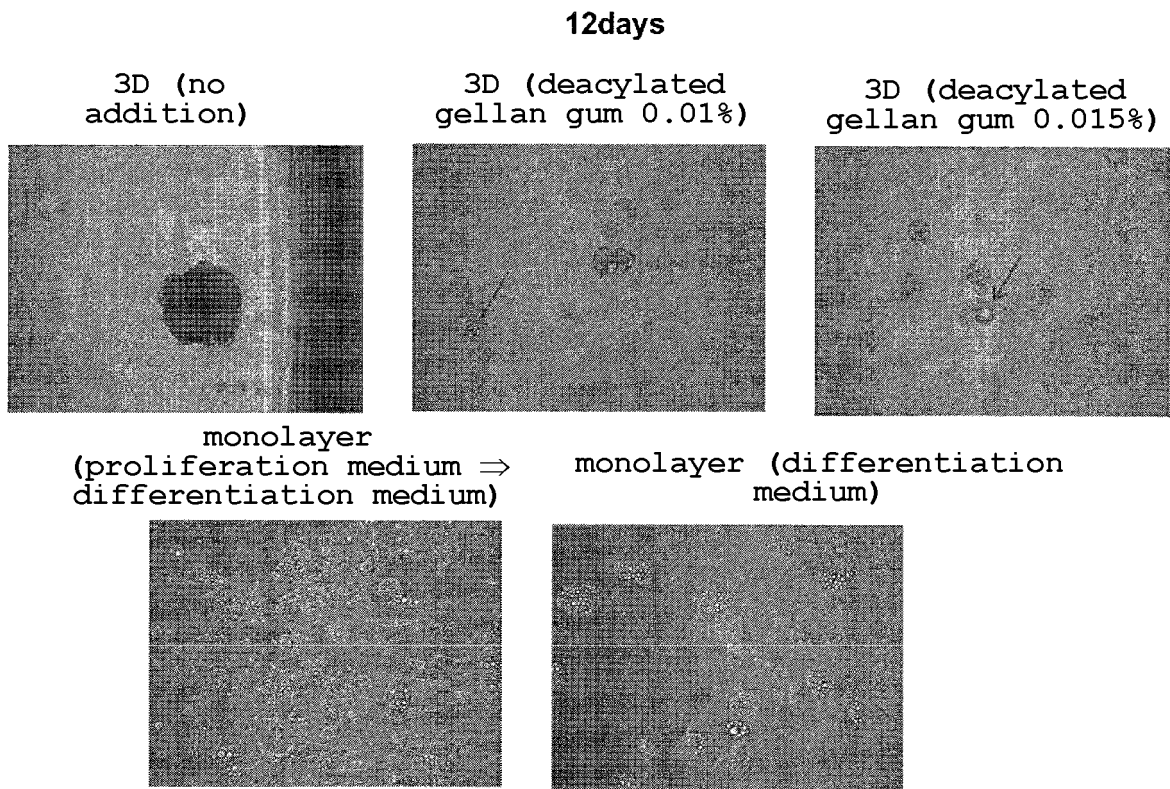 12days
3D (no
addition)
3D (deacylated
gellan gum 0.01%)
3D (deacylated
gellan gum 0.015%)
monolayer
(proliferation medium ⇒
differentiation medium)
monolayer (differentiation
medium)